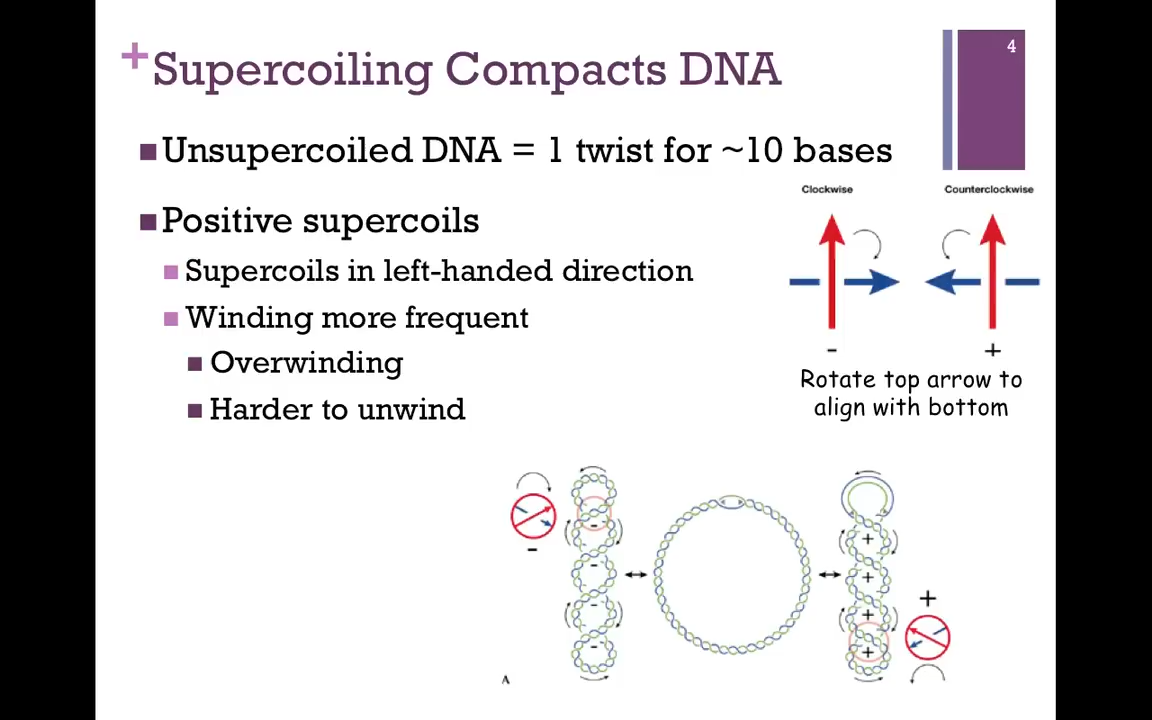 4
+ Supercoiling Compacts DNA
Unsupercoiled DNA = 1 twist for ~10 bases
Positive supercoils
Supercoils in left-handed direction
Winding more frequent
Overwinding
Harder to unwind
Clockwise
Counterclockwise
-
+
Rotate top arrow to
align with bottom
-
-
-
-
-
+
+
+
+
+
A